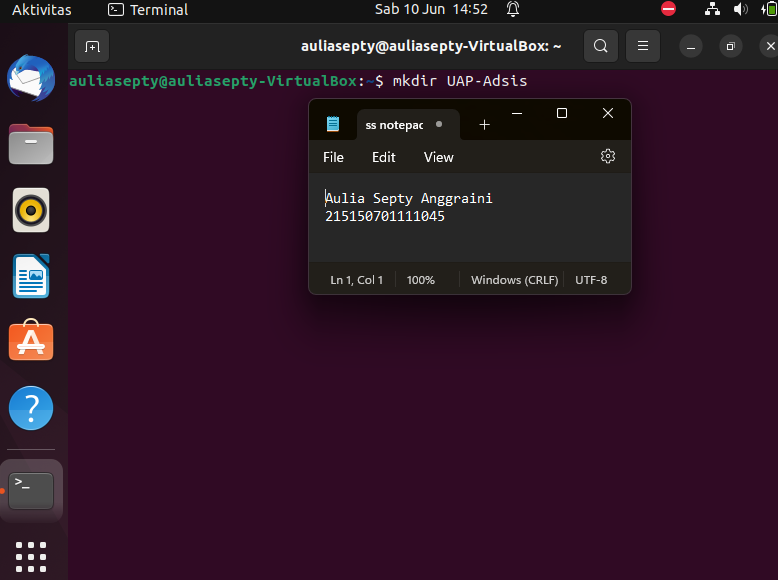 Aktivitas Terminal Sab 10 Jun 14:52
auliasepty@auliasepty-VirtualBox: ~
auliasepty@auliasepty-VirtualBox:~$ mkdir UAP-Adsis
ss notepad
File Edit View
Aulia Septy Anggraini
215150701111045
Ln 1, Col 1 100% Windows (CRLF) UTF-8